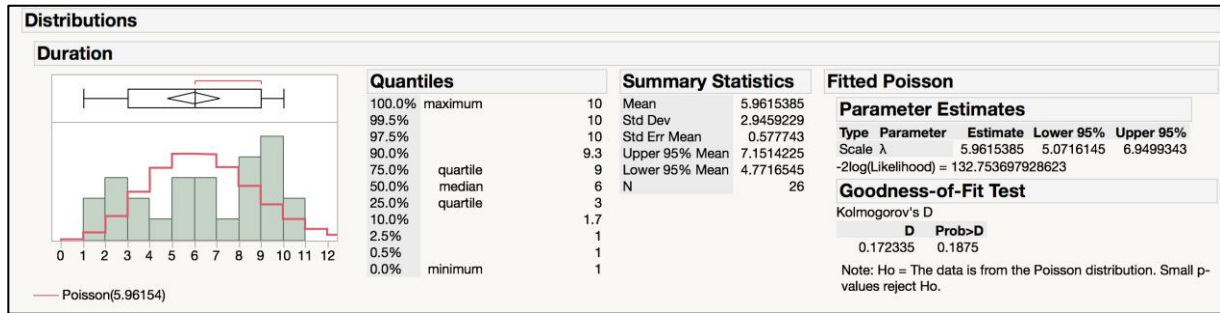 Distributions
Duration
0 1 2 3 4 5 6 7 8 9 10 11 12
Poisson(5.96154)
Quantiles
100.0% maximum 10
99.5% 10
97.5% 10
90.0% 9.3
75.0% quartile 9
50.0% median 6
25.0% quartile 3
10.0% 1.7
2.5% 1
0.5% 1
0.0% minimum 1
Summary Statistics
Mean 5.9615385
Std Dev 2.9459229
Std Err Mean 0.577743
Upper 95% Mean 7.1514225
Lower 95% Mean 4.7716545
N 26
Fitted Poisson
Parameter Estimates
Type Parameter Estimate Lower 95% Upper 95%
Scale λ 5.9615385 5.0716145 6.9499343
-2log(Likelihood) = 132.753697928623
Goodness-of-Fit Test
Kolmogorov's D
D Prob>D
0.172335 0.1875
Note: Ho = The data is from the Poisson distribution. Small p-
values reject Ho.